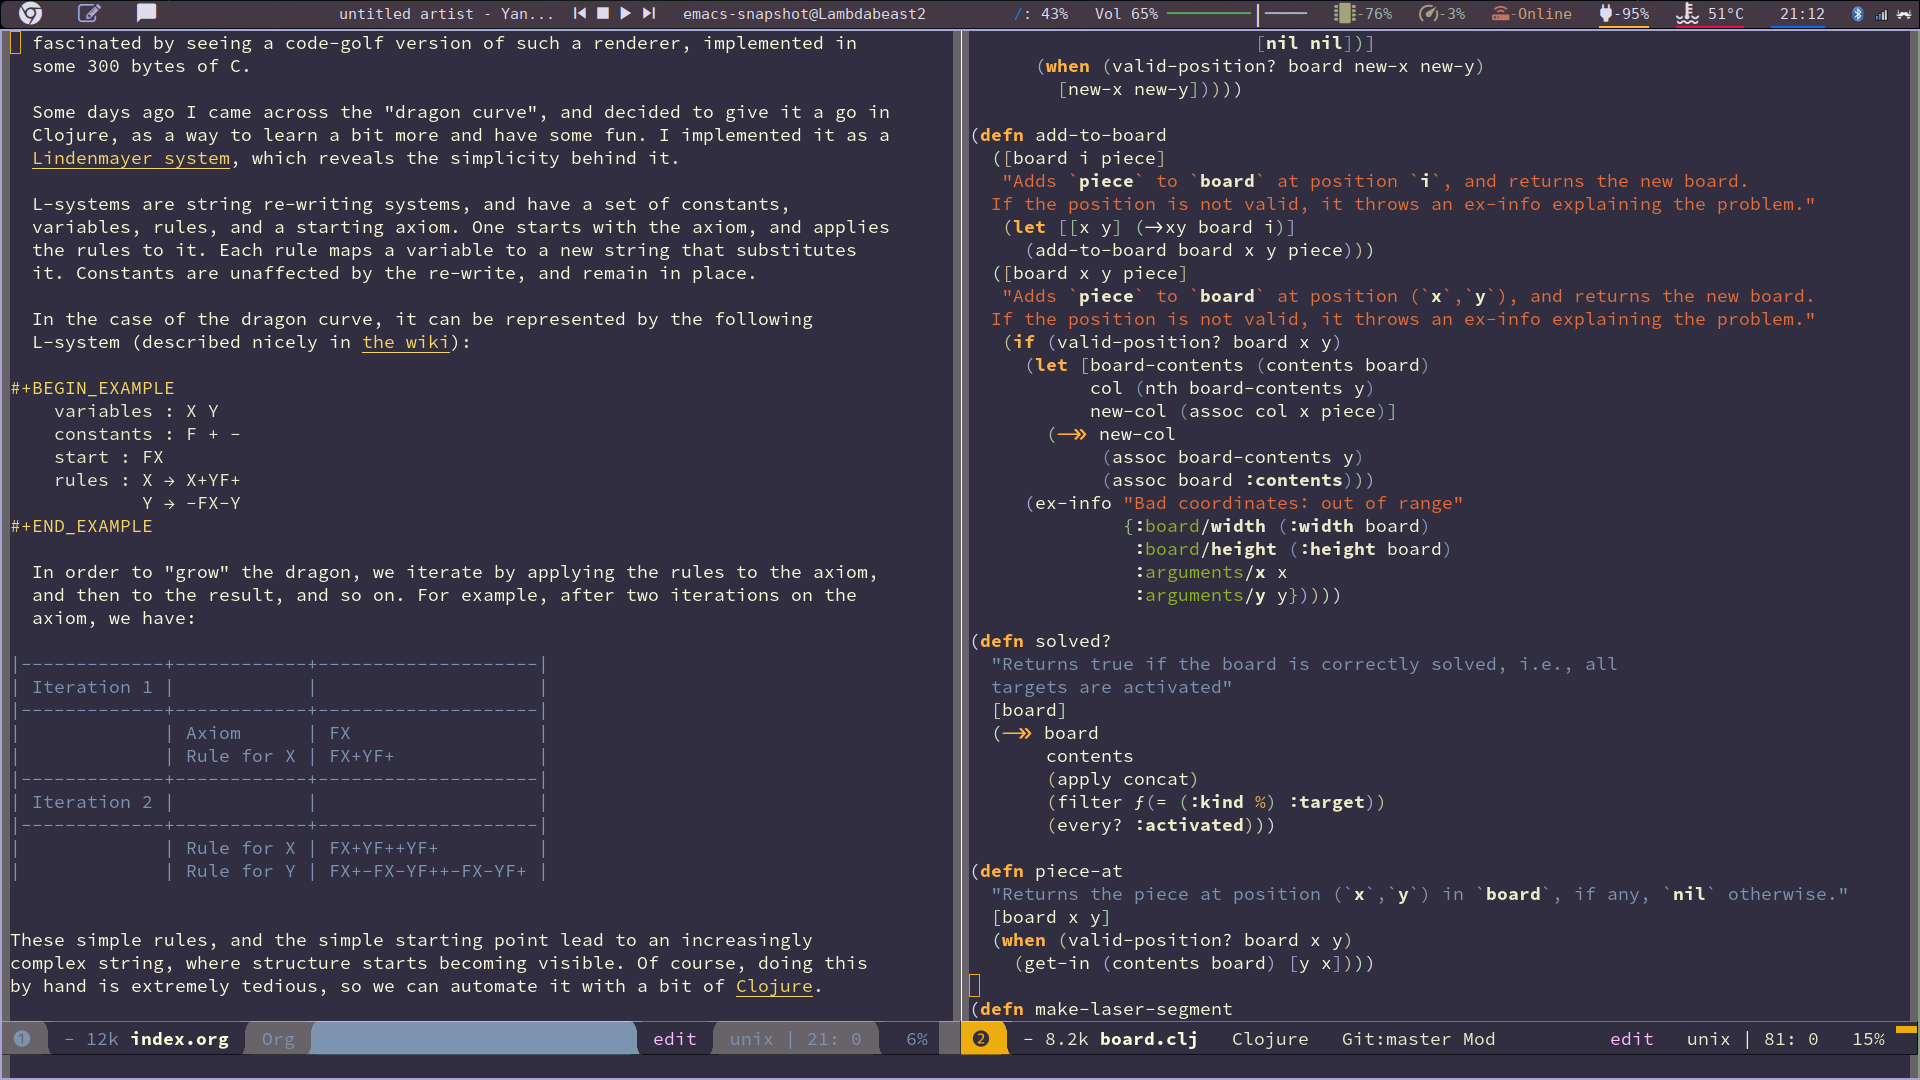 untitled artist - Yan... emacs-snapshot@Lambdabeast2 /: 43% Vol 65% -76% -3% -Online -95% 51°C 21:12
fascinated by seeing a code-golf version of such a renderer, implemented in
some 300 bytes of C.
Some days ago I came across the "dragon curve", and decided to give it a go in
Clojure, as a way to learn a bit more and have some fun. I implemented it as a
Lindenmayer system, which reveals the simplicity behind it.
L-systems are string re-writing systems, and have a set of constants,
variables, rules, and a starting axiom. One starts with the axiom, and applies
the rules to it. Each rule maps a variable to a new string that substitutes
it. Constants are unaffected by the re-write, and remain in place.
In the case of the dragon curve, it can be represented by the following
L-system (described nicely in the wiki):
#+BEGIN_EXAMPLE
variables : X Y
constants : F + -
start : FX
rules : X → X+YF+
Y → -FX-Y
#+END_EXAMPLE
In order to "grow" the dragon, we iterate by applying the rules to the axiom,
and then to the result, and so on. For example, after two iterations on the
axiom, we have:
|-------------+------------+--------------------|
| Iteration 1 |            |                    |
|-------------+------------+--------------------|
|             | Axiom      | FX                 |
|             | Rule for X | FX+YF+             |
|-------------+------------+--------------------|
| Iteration 2 |            |                    |
|-------------+------------+--------------------|
|             | Rule for X | FX+YF++YF+         |
|             | Rule for Y | FX+-FX-YF++-FX-YF+ |
These simple rules, and the simple starting point lead to an increasingly
complex string, where structure starts becoming visible. Of course, doing this
by hand is extremely tedious, so we can automate it with a bit of Clojure.
1 - 12k index.org Org edit unix | 21: 0 6%
[nil nil])]
(when (valid-position? board new-x new-y)
[new-x new-y]))))
(defn add-to-board
([board i piece]
"Adds `piece` to `board` at position `i`, and returns the new board.
If the position is not valid, it throws an ex-info explaining the problem."
(let [[x y] (→xy board i)]
(add-to-board board x y piece)))
([board x y piece]
"Adds `piece` to `board` at position (`x`,`y`), and returns the new board.
If the position is not valid, it throws an ex-info explaining the problem."
(if (valid-position? board x y)
(let [board-contents (contents board)
col (nth board-contents y)
new-col (assoc col x piece)]
(—» new-col
(assoc board-contents y)
(assoc board :contents)))
(ex-info "Bad coordinates: out of range"
{:board/width (:width board)
:board/height (:height board)
:arguments/x x
:arguments/y y}))))
(defn solved?
"Returns true if the board is correctly solved, i.e., all
targets are activated"
[board]
(—» board
contents
(apply concat)
(filter ƒ(= (:kind %) :target))
(every? :activated)))
(defn piece-at
"Returns the piece at position (`x`,`y`) in `board`, if any, `nil` otherwise."
[board x y]
(when (valid-position? board x y)
(get-in (contents board) [y x])))
(defn make-laser-segment
2 - 8.2k board.clj Clojure Git:master Mod edit unix | 81: 0 15%